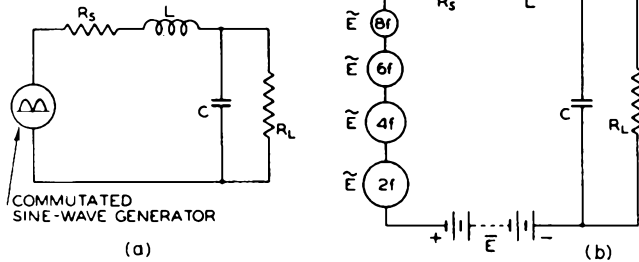 Rs L
C RL
COMMUTATED
SINE-WAVE GENERATOR
(a)
Rs L
Ẽ 8f
Ẽ 6f
Ẽ 4f
Ẽ 2f
C RL
+ E̅ −
(b)